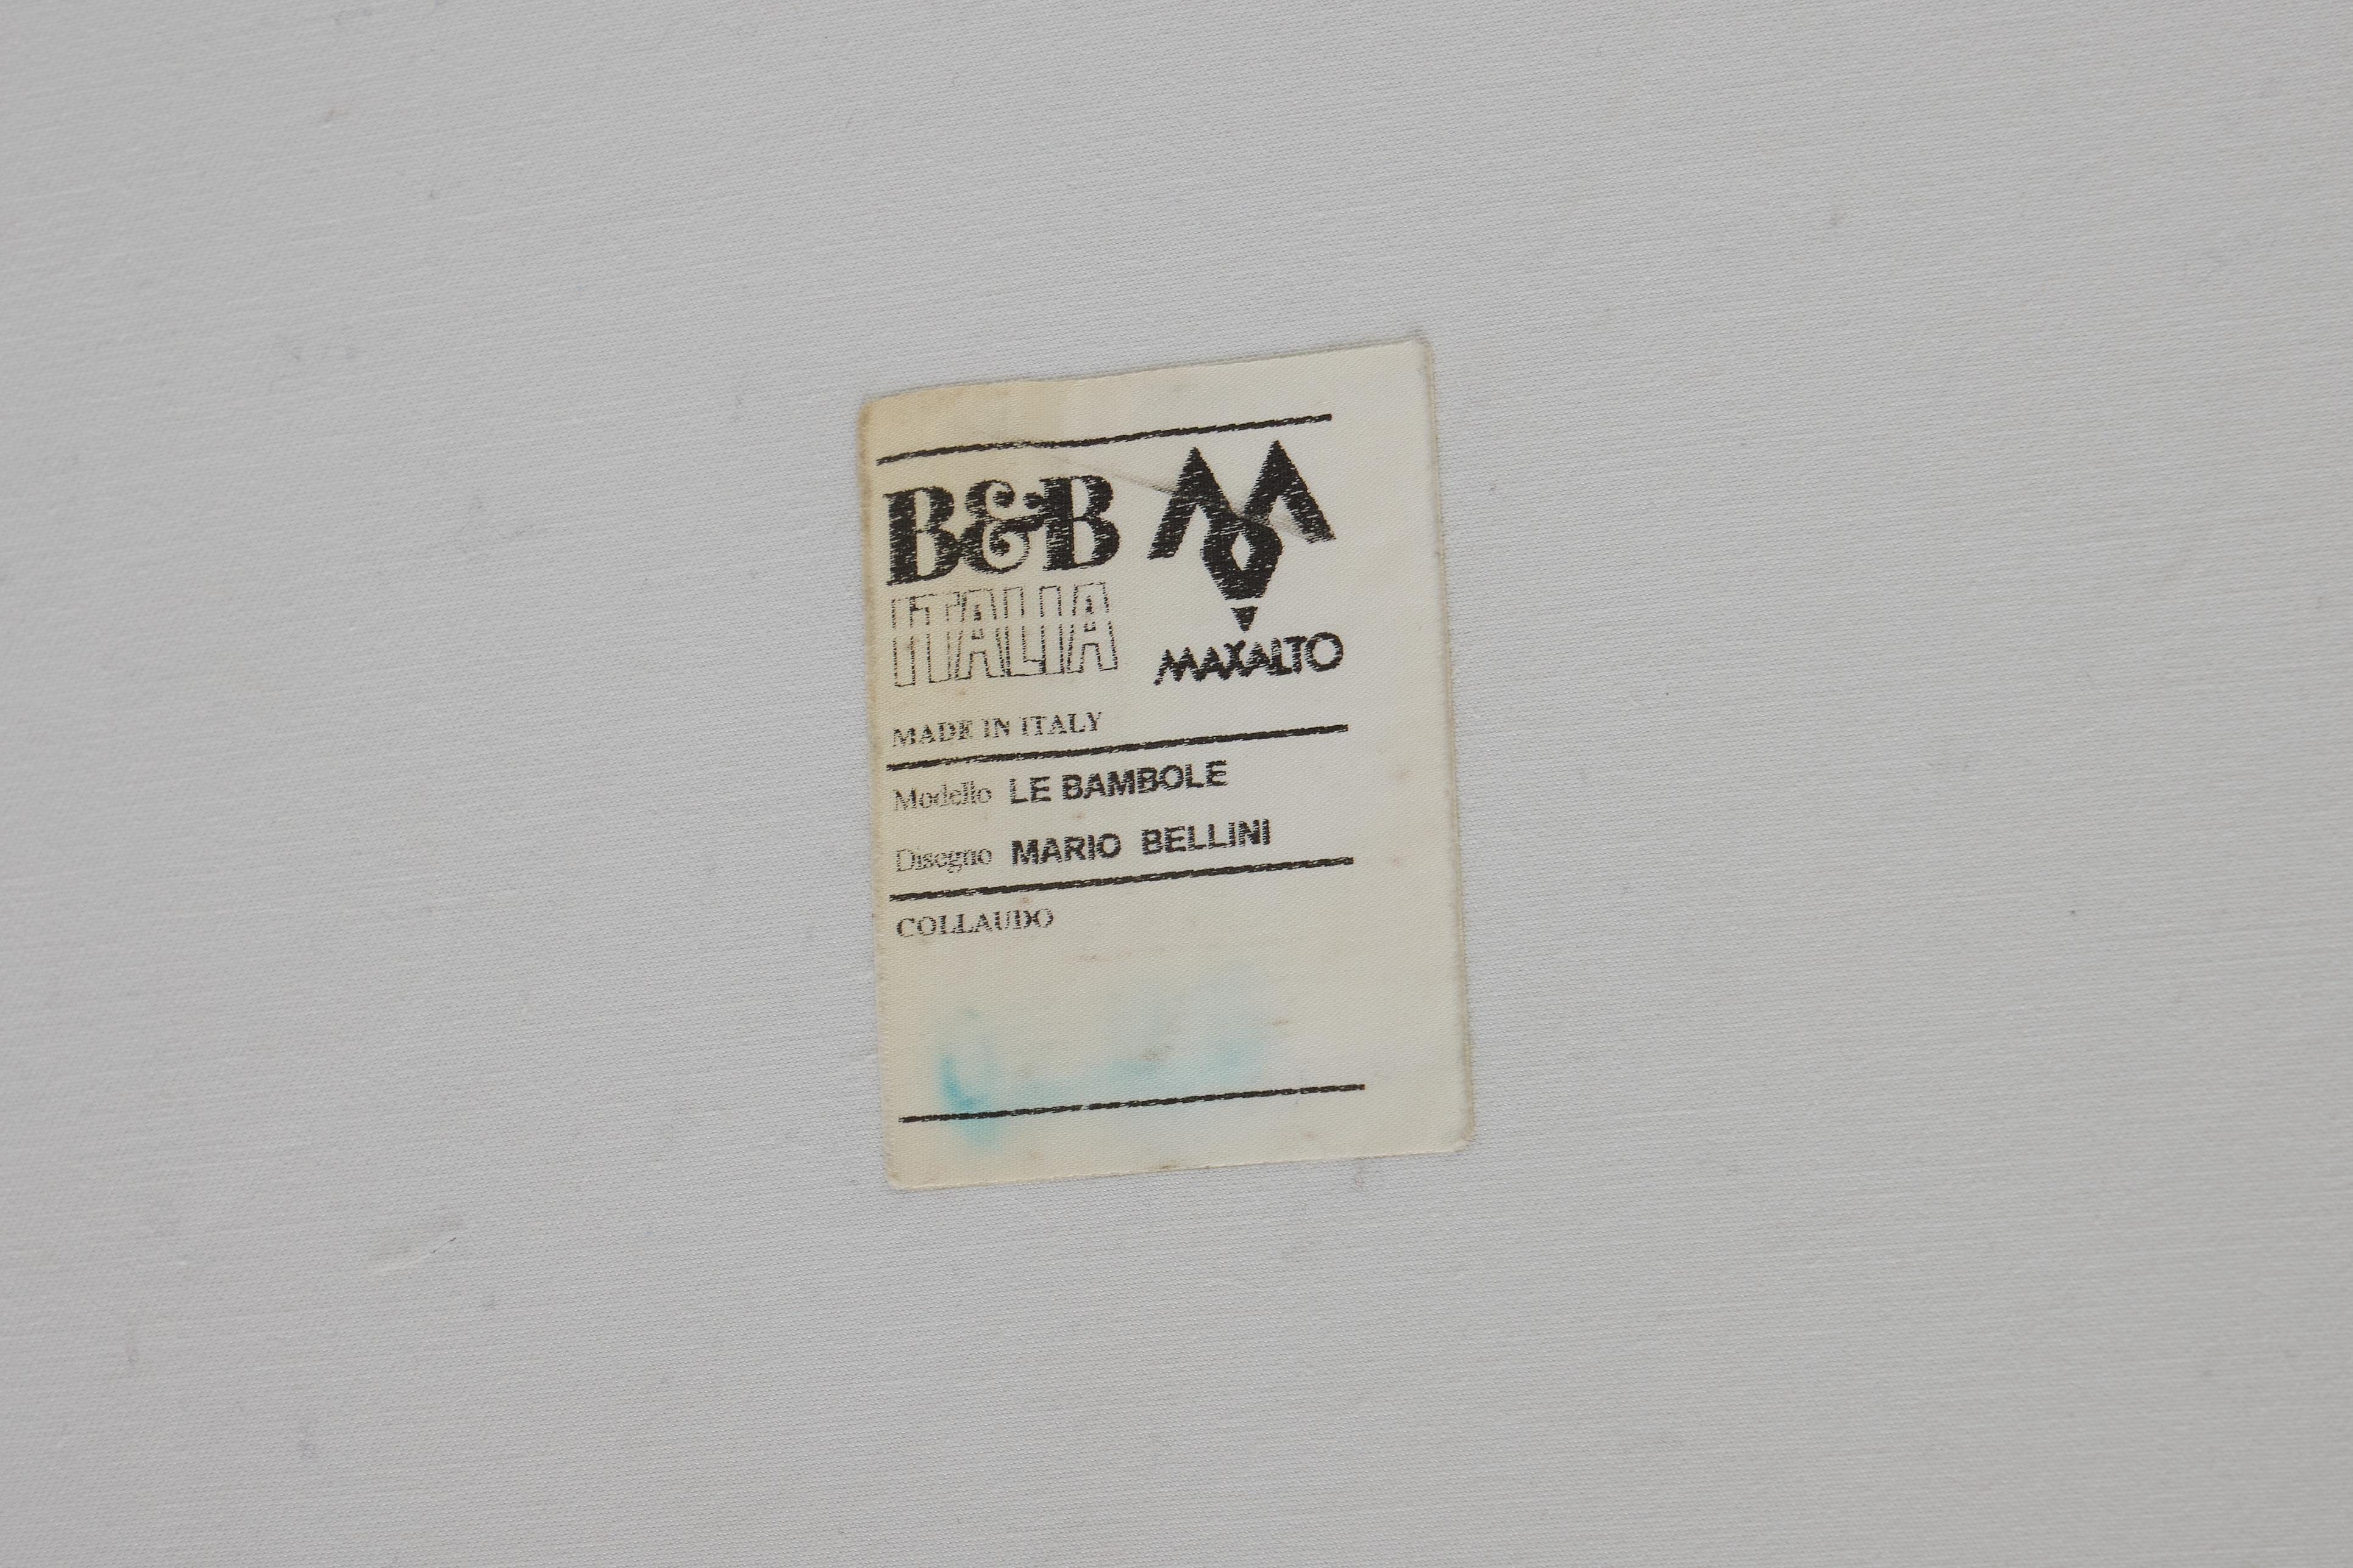 B&B
ITALIA
MAXALTO
MADE IN ITALY
Modello LE BAMBOLE
Disegno MARIO BELLINI
COLLAUDO